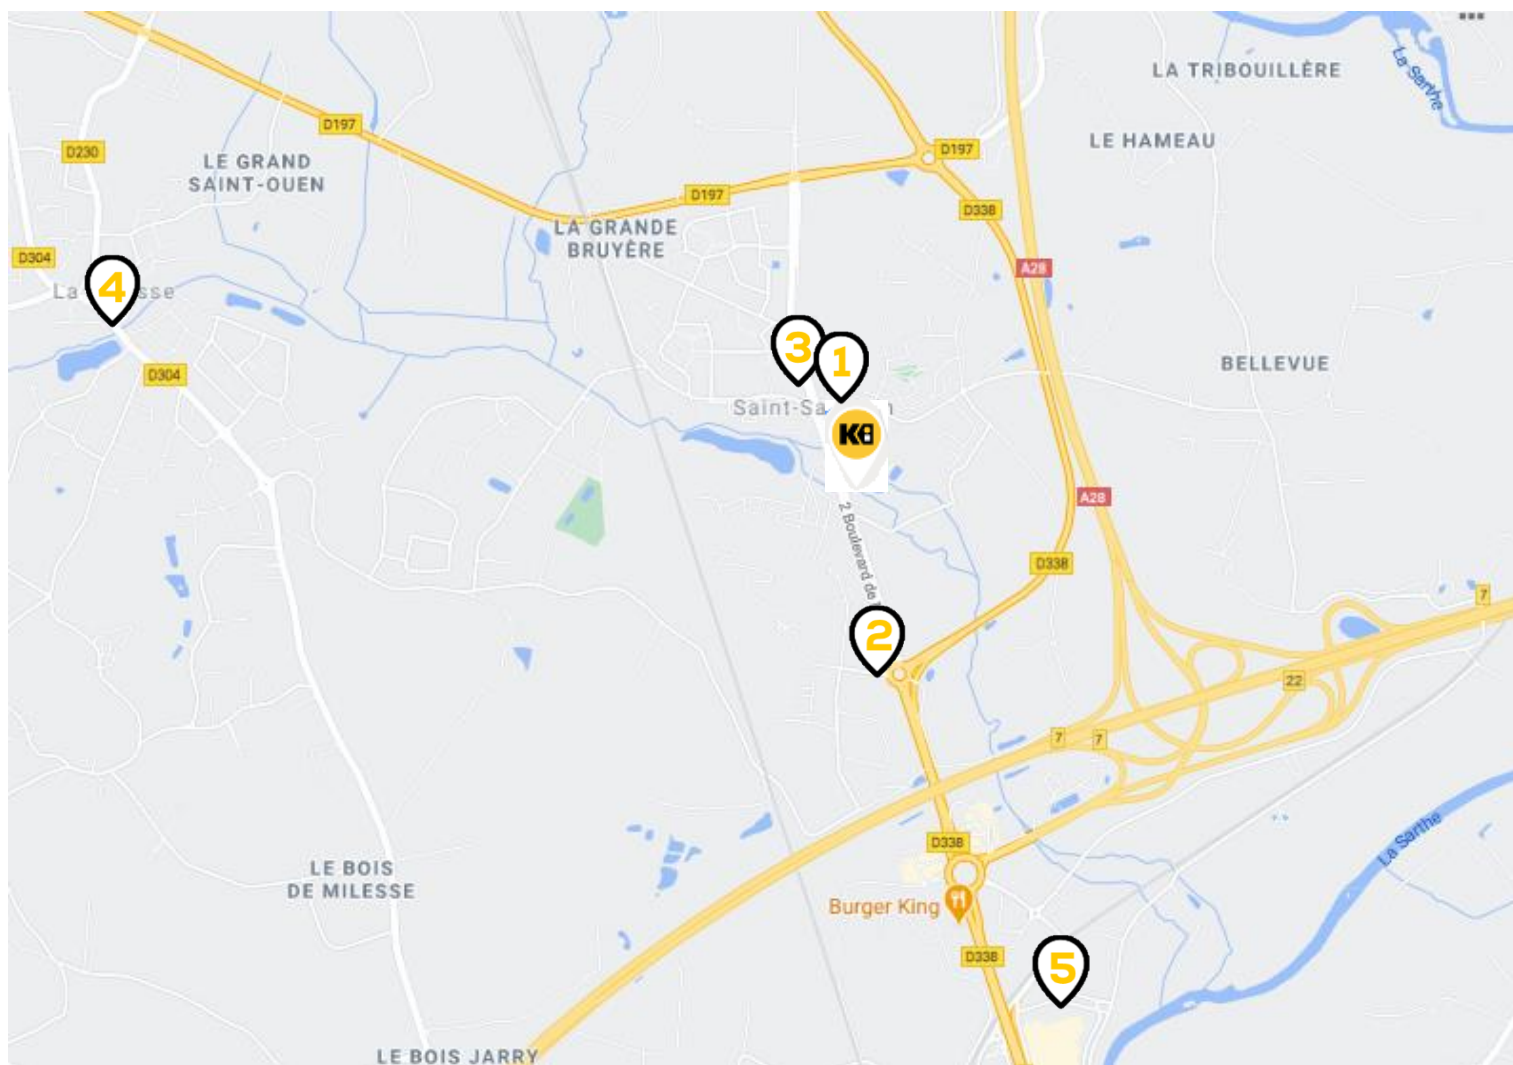 LA TRIBOUILLÈRE
La Sarthe
D197
D197
LE HAMEAU
D230
LE GRAND
SAINT-OUEN
D197
D338
LA GRANDE
BRUYÈRE
D304
A28
4
La
sse
3
1
D304
BELLEVUE
Saint-Sa
n
K
A28
2 Boulevard de
D338
7
2
22
7
7
La Sarthe
D338
LE BOIS
DE MILESSE
Burger King
D338
5
LE BOIS JARRY